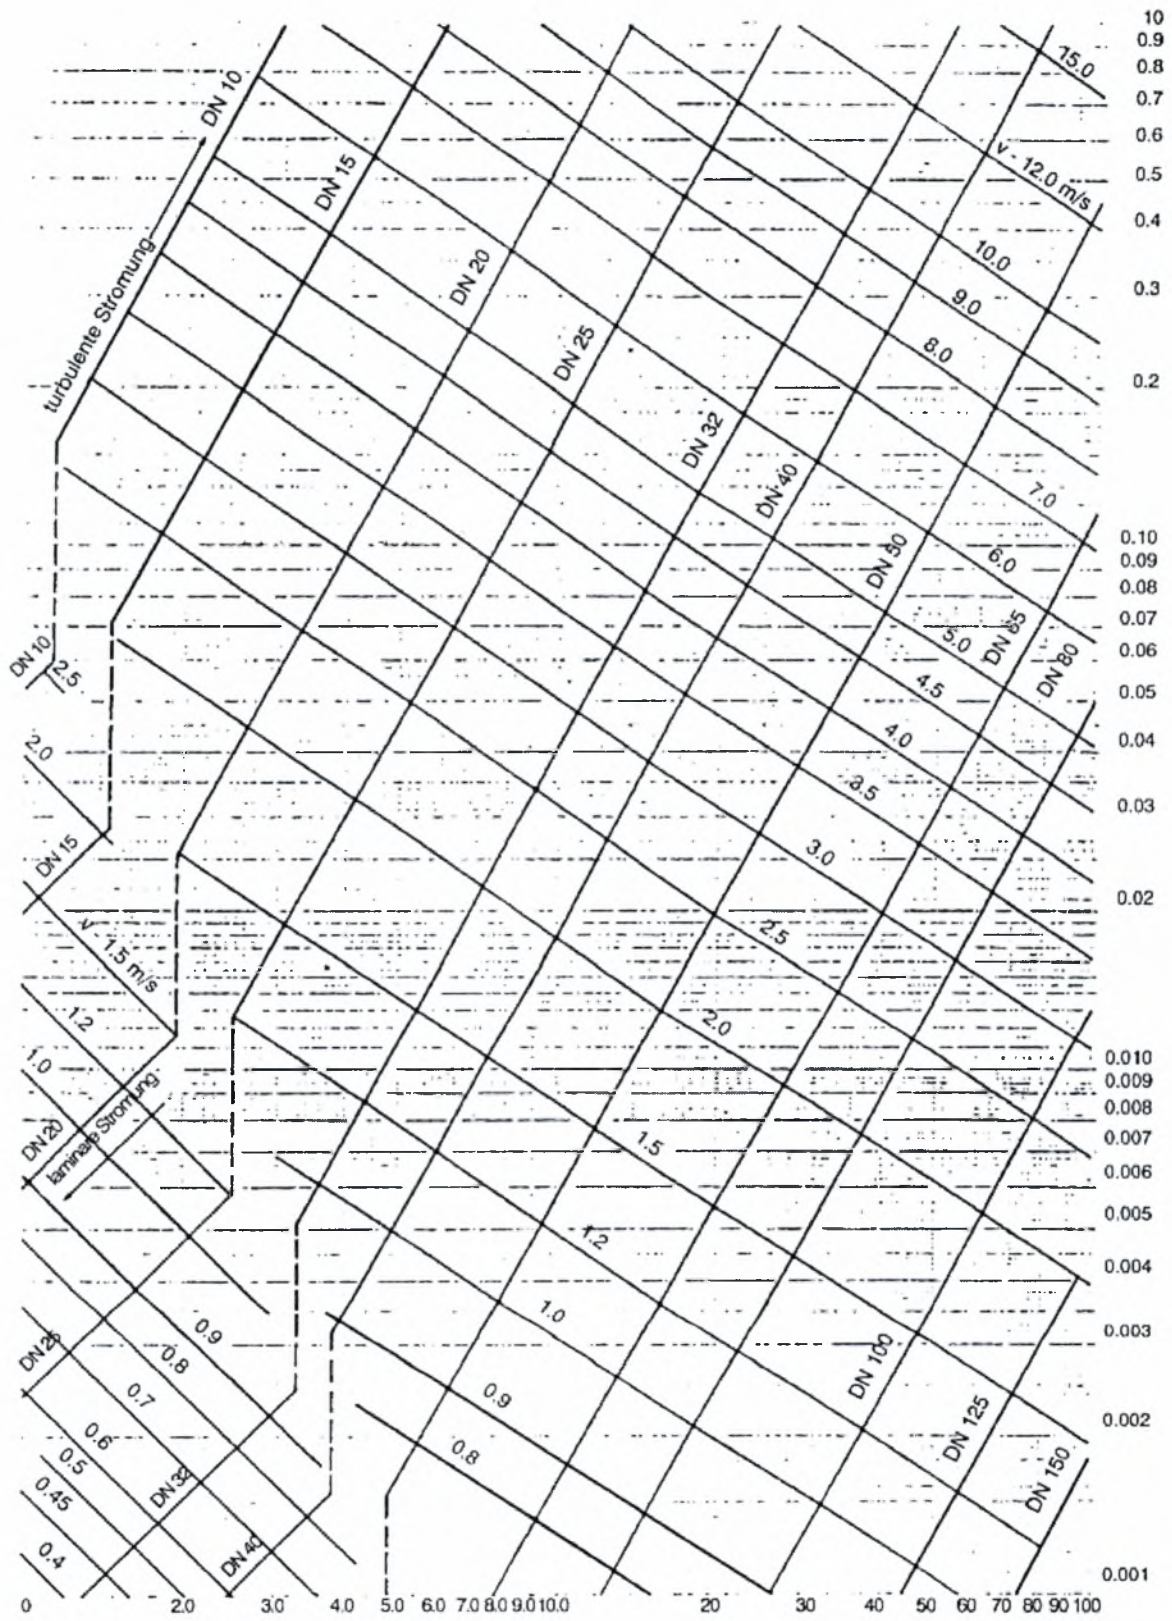 10
0.9
0.8
0.7
0.6
0.5
0.4
0.3
0.2
0.10
0.09
0.08
0.07
0.06
0.05
0.04
0.03
0.02
0.010
0.009
0.008
0.007
0.006
0.005
0.004
0.003
0.002
0.001
15.0
v - 12.0 m/s
10.0
9.0
8.0
7.0
6.0
5.0
4.5
4.0
3.5
3.0
2.5
2.0
1.5
1.2
1.0
0.9
0.8
turbulente Stromung
DN 10
DN 15
DN 20
DN 25
DN 32
DN 40
DN 50
DN 65
DN 80
DN 100
DN 125
DN 150
DN 10
2.5
2.0
DN 15
v - 1.5 m/s
1.2
1.0
DN 20
laminare Stromung
0.9
0.8
DN 25
0.7
0.6
0.5
DN 32
0.45
0.4
DN 40
0 2.0 3.0 4.0 5.0 6.0 7.0 8.0 9.0 10.0 20 30 40 50 60 70 80 90 100